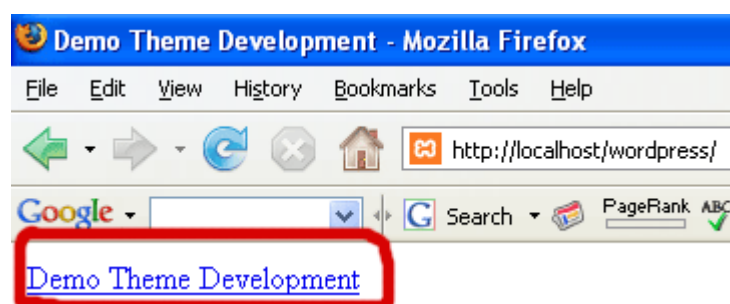 Demo Theme Development - Mozilla Firefox
File Edit View History Bookmarks Tools Help
http://localhost/wordpress/
Google G Search PageRank ABC
Demo Theme Development